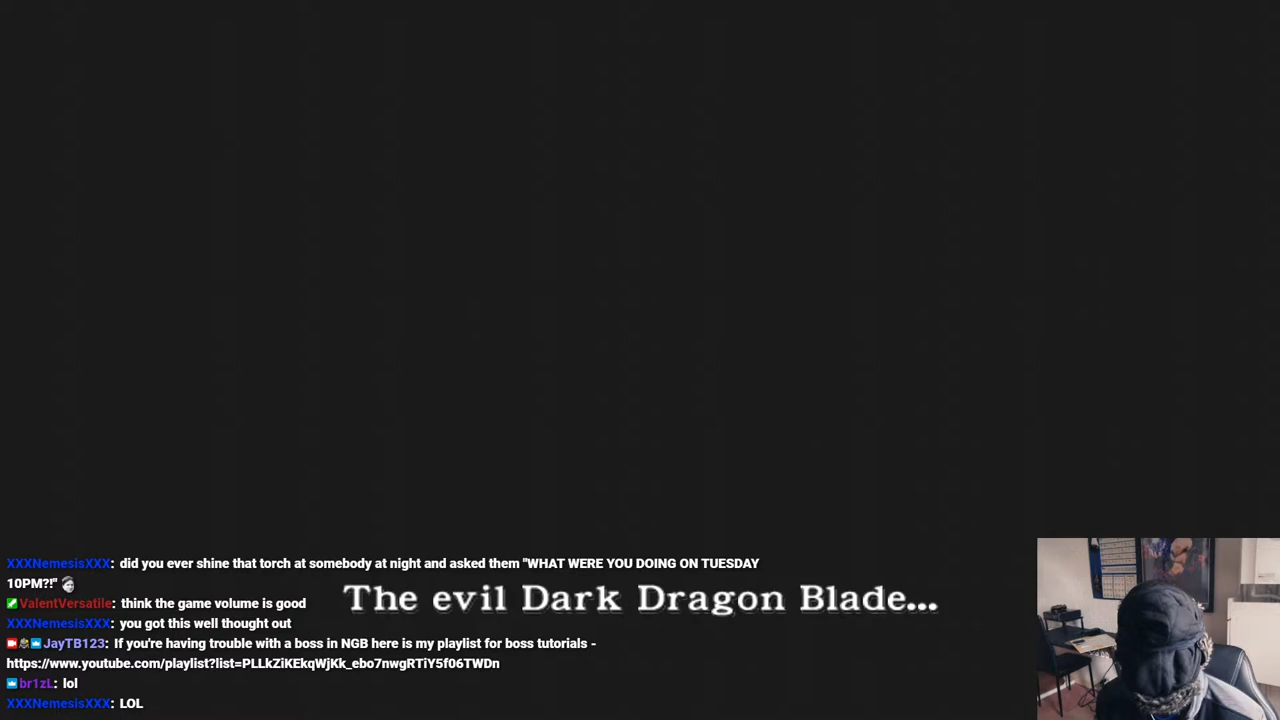 XXXNemesisXXX: did you ever shine that torch at somebody at night and asked them "WHAT WERE YOU DOING ON TUESDAY
10PM?!"
The evil Dark Dragon Blade...
ValentVersatile: think the game volume is good
XXXNemesisXXX: you got this well thought out
JayTB123: If you're having trouble with a boss in NGB here is my playlist for boss tutorials -
https://www.youtube.com/playlist?list=PLLkZiKEkqWjKk_ebo7nwgRTiY5f06TWDn
br1zL: lol
XXXNemesisXXX: LOL